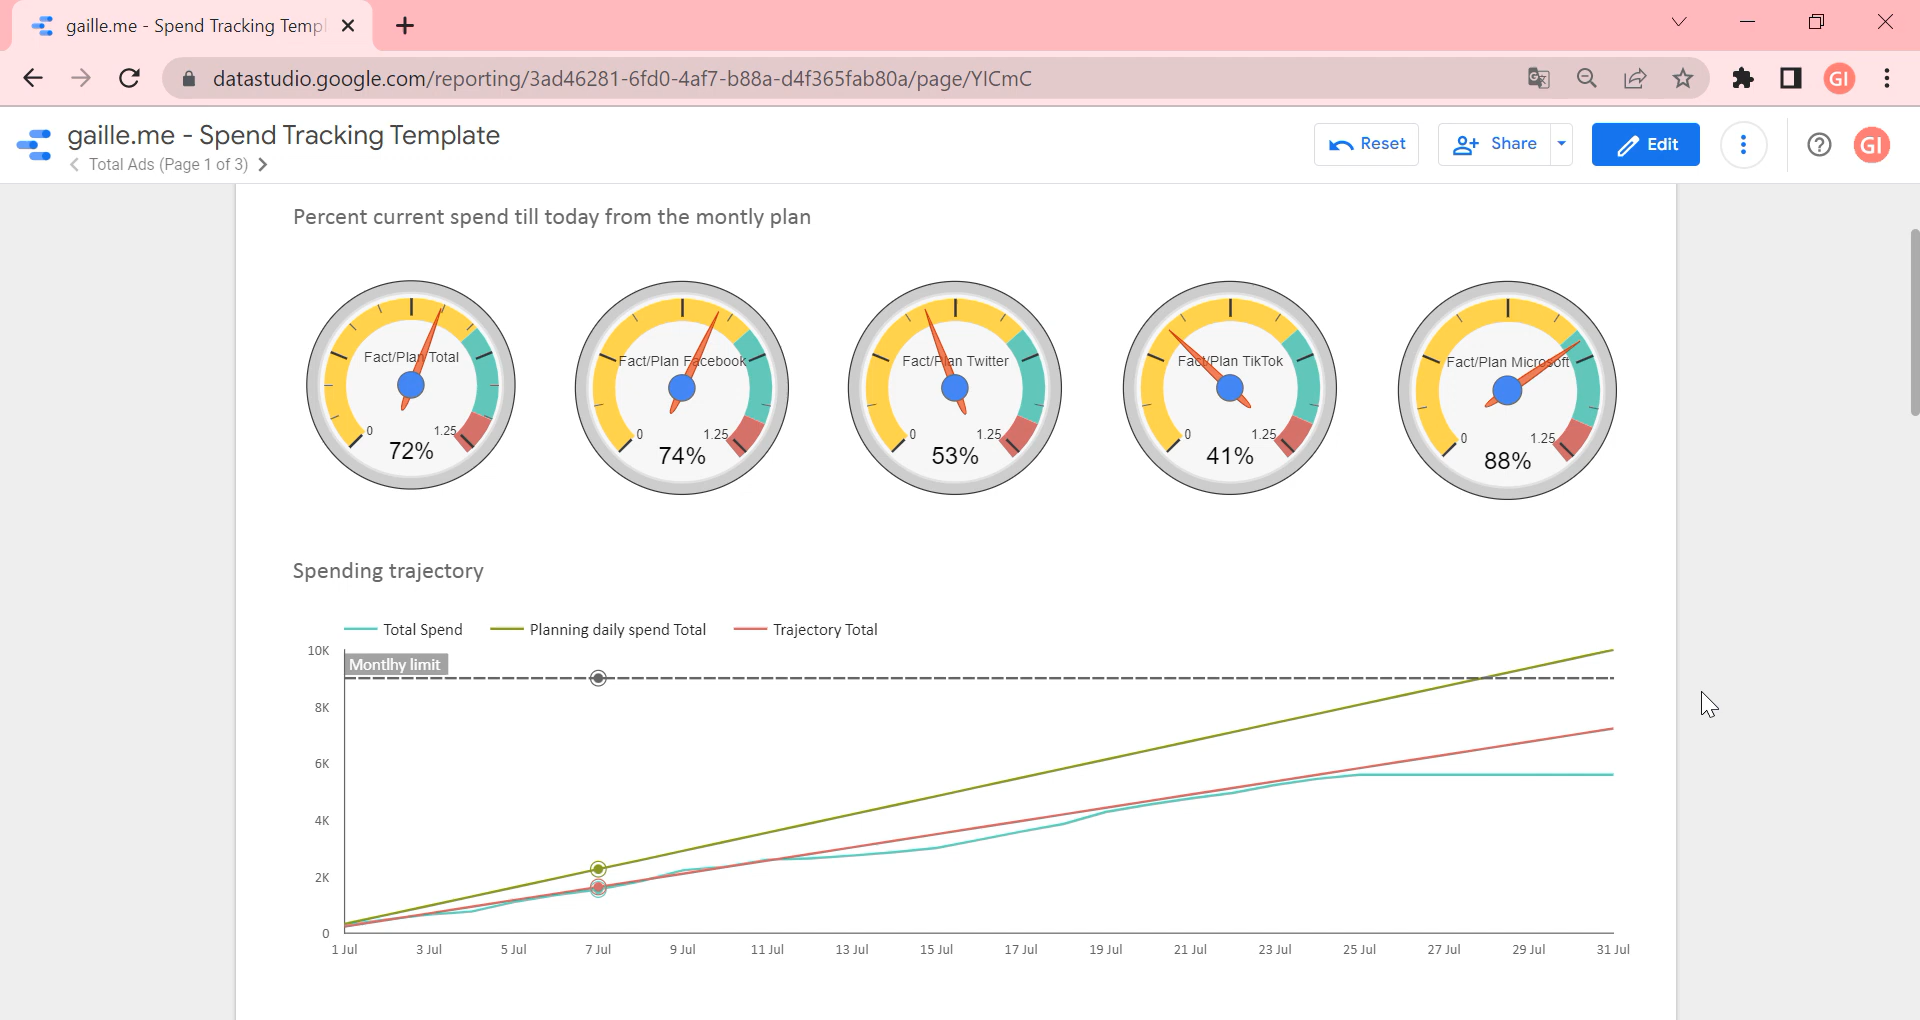 gaille.me - Spend Tracking Templ
datastudio.google.com/reporting/3ad46281-6fd0-4af7-b88a-d4f365fab80a/page/YICmC
GI
gaille.me - Spend Tracking Template
Total Ads (Page 1 of 3)
Reset
Share
Edit
GI
Percent current spend till today from the montly plan
Fact/Plan Total
0
1.25
72%
Fact/Plan Facebook
0
1.25
74%
Fact/Plan Twitter
0
1.25
53%
Fact/Plan TikTok
0
1.25
41%
Fact/Plan Microsoft
0
1.25
88%
Spending trajectory
Total Spend Planning daily spend Total Trajectory Total
10K
Montlhy limit
8K
6K
4K
2K
0
1 Jul 3 Jul 5 Jul 7 Jul 9 Jul 11 Jul 13 Jul 15 Jul 17 Jul 19 Jul 21 Jul 23 Jul 25 Jul 27 Jul 29 Jul 31 Jul